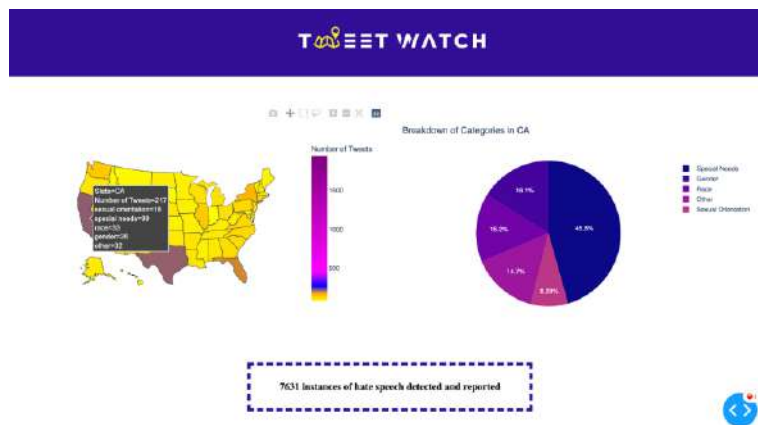 TWEET WATCH
Breakdown of Categories in CA
Number of Tweets
1500
1000
500
State=CA
Number of Tweets=217
sexual orientation=18
special needs=99
race=33
gender=35
other=32
16.1%
15.2%
14.7%
8.29%
45.6%
Special Needs
Gender
Race
Other
Sexual Orientation
7631 instances of hate speech detected and reported